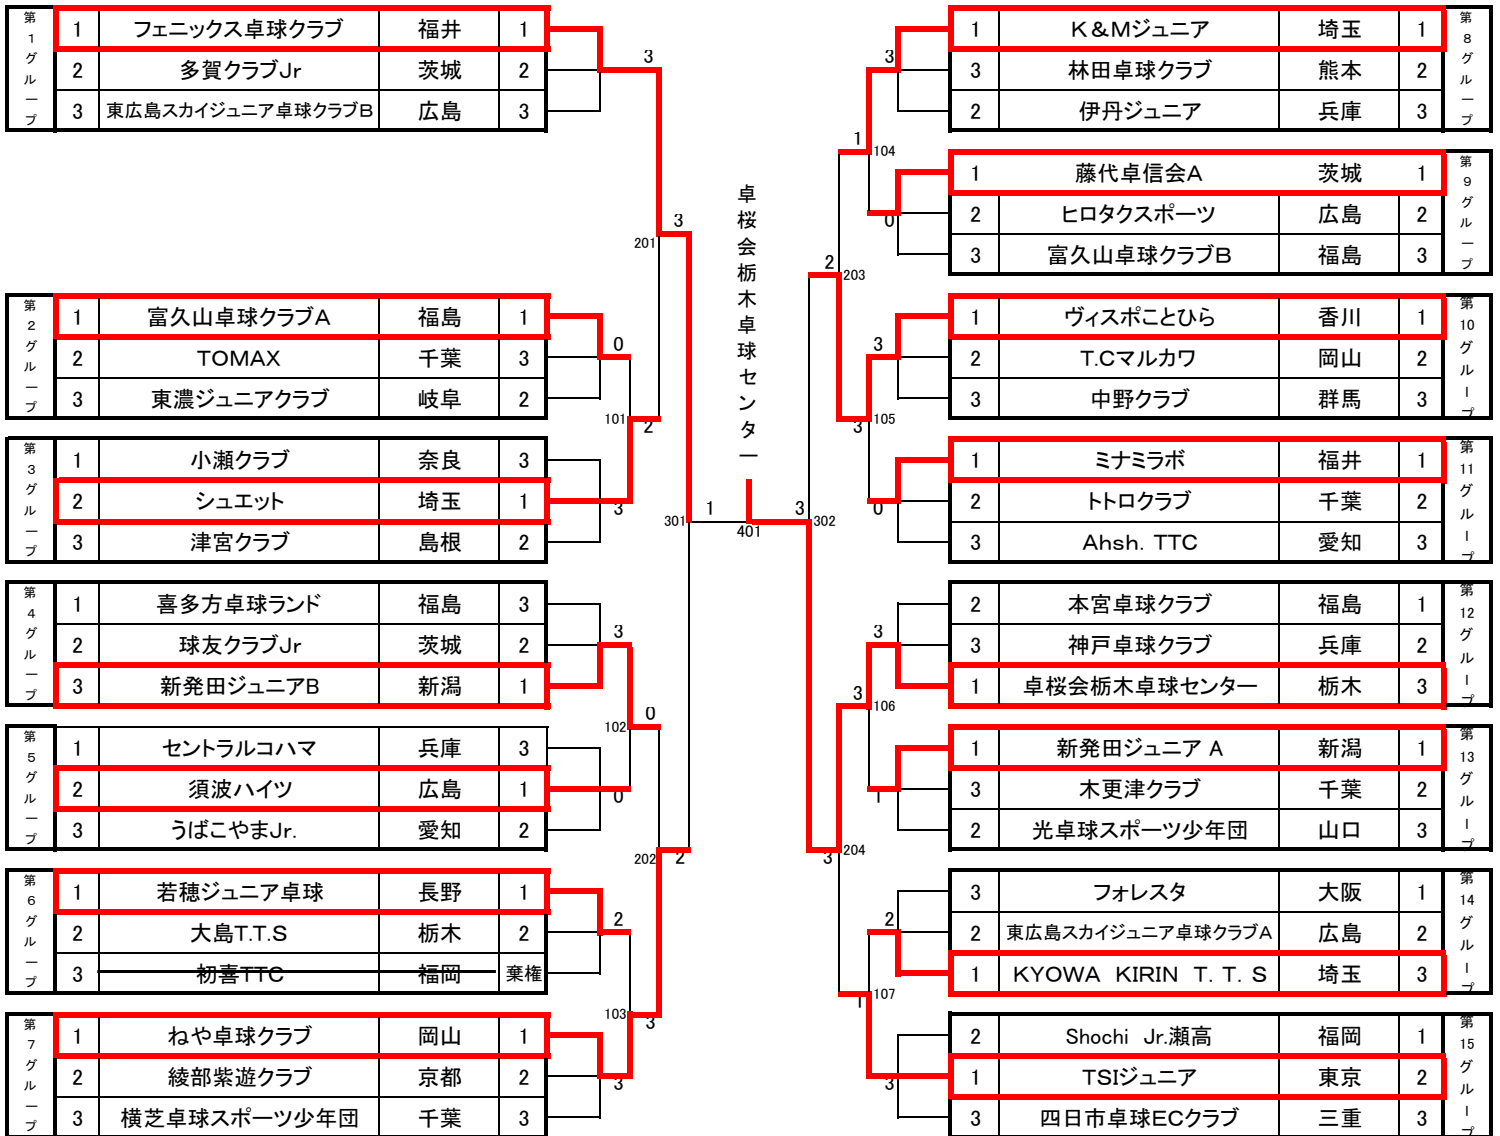 第1グループ
1 フェニックス卓球クラブ 福井 1
2 多賀クラブJr 茨城 2
3 東広島スカイジュニア卓球クラブB 広島 3
第2グループ
1 富久山卓球クラブA 福島 1
2 TOMAX 千葉 3
3 東濃ジュニアクラブ 岐阜 2
第3グループ
1 小瀬クラブ 奈良 3
2 シュエット 埼玉 1
3 津宮クラブ 島根 2
第4グループ
1 喜多方卓球ランド 福島 3
2 球友クラブJr 茨城 2
3 新発田ジュニアB 新潟 1
第5グループ
1 セントラルコハマ 兵庫 3
2 須波ハイツ 広島 1
3 うばこやまJr. 愛知 2
第6グループ
1 若穂ジュニア卓球 長野 1
2 大島T.T.S 栃木 2
3 初喜TTC 福岡 棄権
第7グループ
1 ねや卓球クラブ 岡山 1
2 綾部紫遊クラブ 京都 2
3 横芝卓球スポーツ少年団 千葉 3
3
3
201
0
101
2
3
3
102
0
0
202
2
2
103
3
3
301
1
卓桜会栃木卓球センター
401
3
302
3
1
104
0
2
203
3
3
105
0
3
3
106
1
3
204
2
1
107
3
第8グループ
1 K&Mジュニア 埼玉 1
3 林田卓球クラブ 熊本 2
2 伊丹ジュニア 兵庫 3
第9グループ
1 藤代卓信会A 茨城 1
2 ヒロタクスポーツ 広島 2
3 富久山卓球クラブB 福島 3
第10グループ
1 ヴィスポことひら 香川 1
2 T.Cマルカワ 岡山 2
3 中野クラブ 群馬 3
第11グループ
1 ミナミラボ 福井 1
2 トトロクラブ 千葉 2
3 Ahsh. TTC 愛知 3
第12グループ
2 本宮卓球クラブ 福島 1
3 神戸卓球クラブ 兵庫 2
1 卓桜会栃木卓球センター 栃木 3
第13グループ
1 新発田ジュニア A 新潟 1
3 木更津クラブ 千葉 2
2 光卓球スポーツ少年団 山口 3
第14グループ
3 フォレスタ 大阪 1
2 東広島スカイジュニア卓球クラブA 広島 2
1 KYOWA KIRIN T. T. S 埼玉 3
第15グループ
2 Shochi Jr.瀬高 福岡 1
1 TSIジュニア 東京 2
3 四日市卓球ECクラブ 三重 3